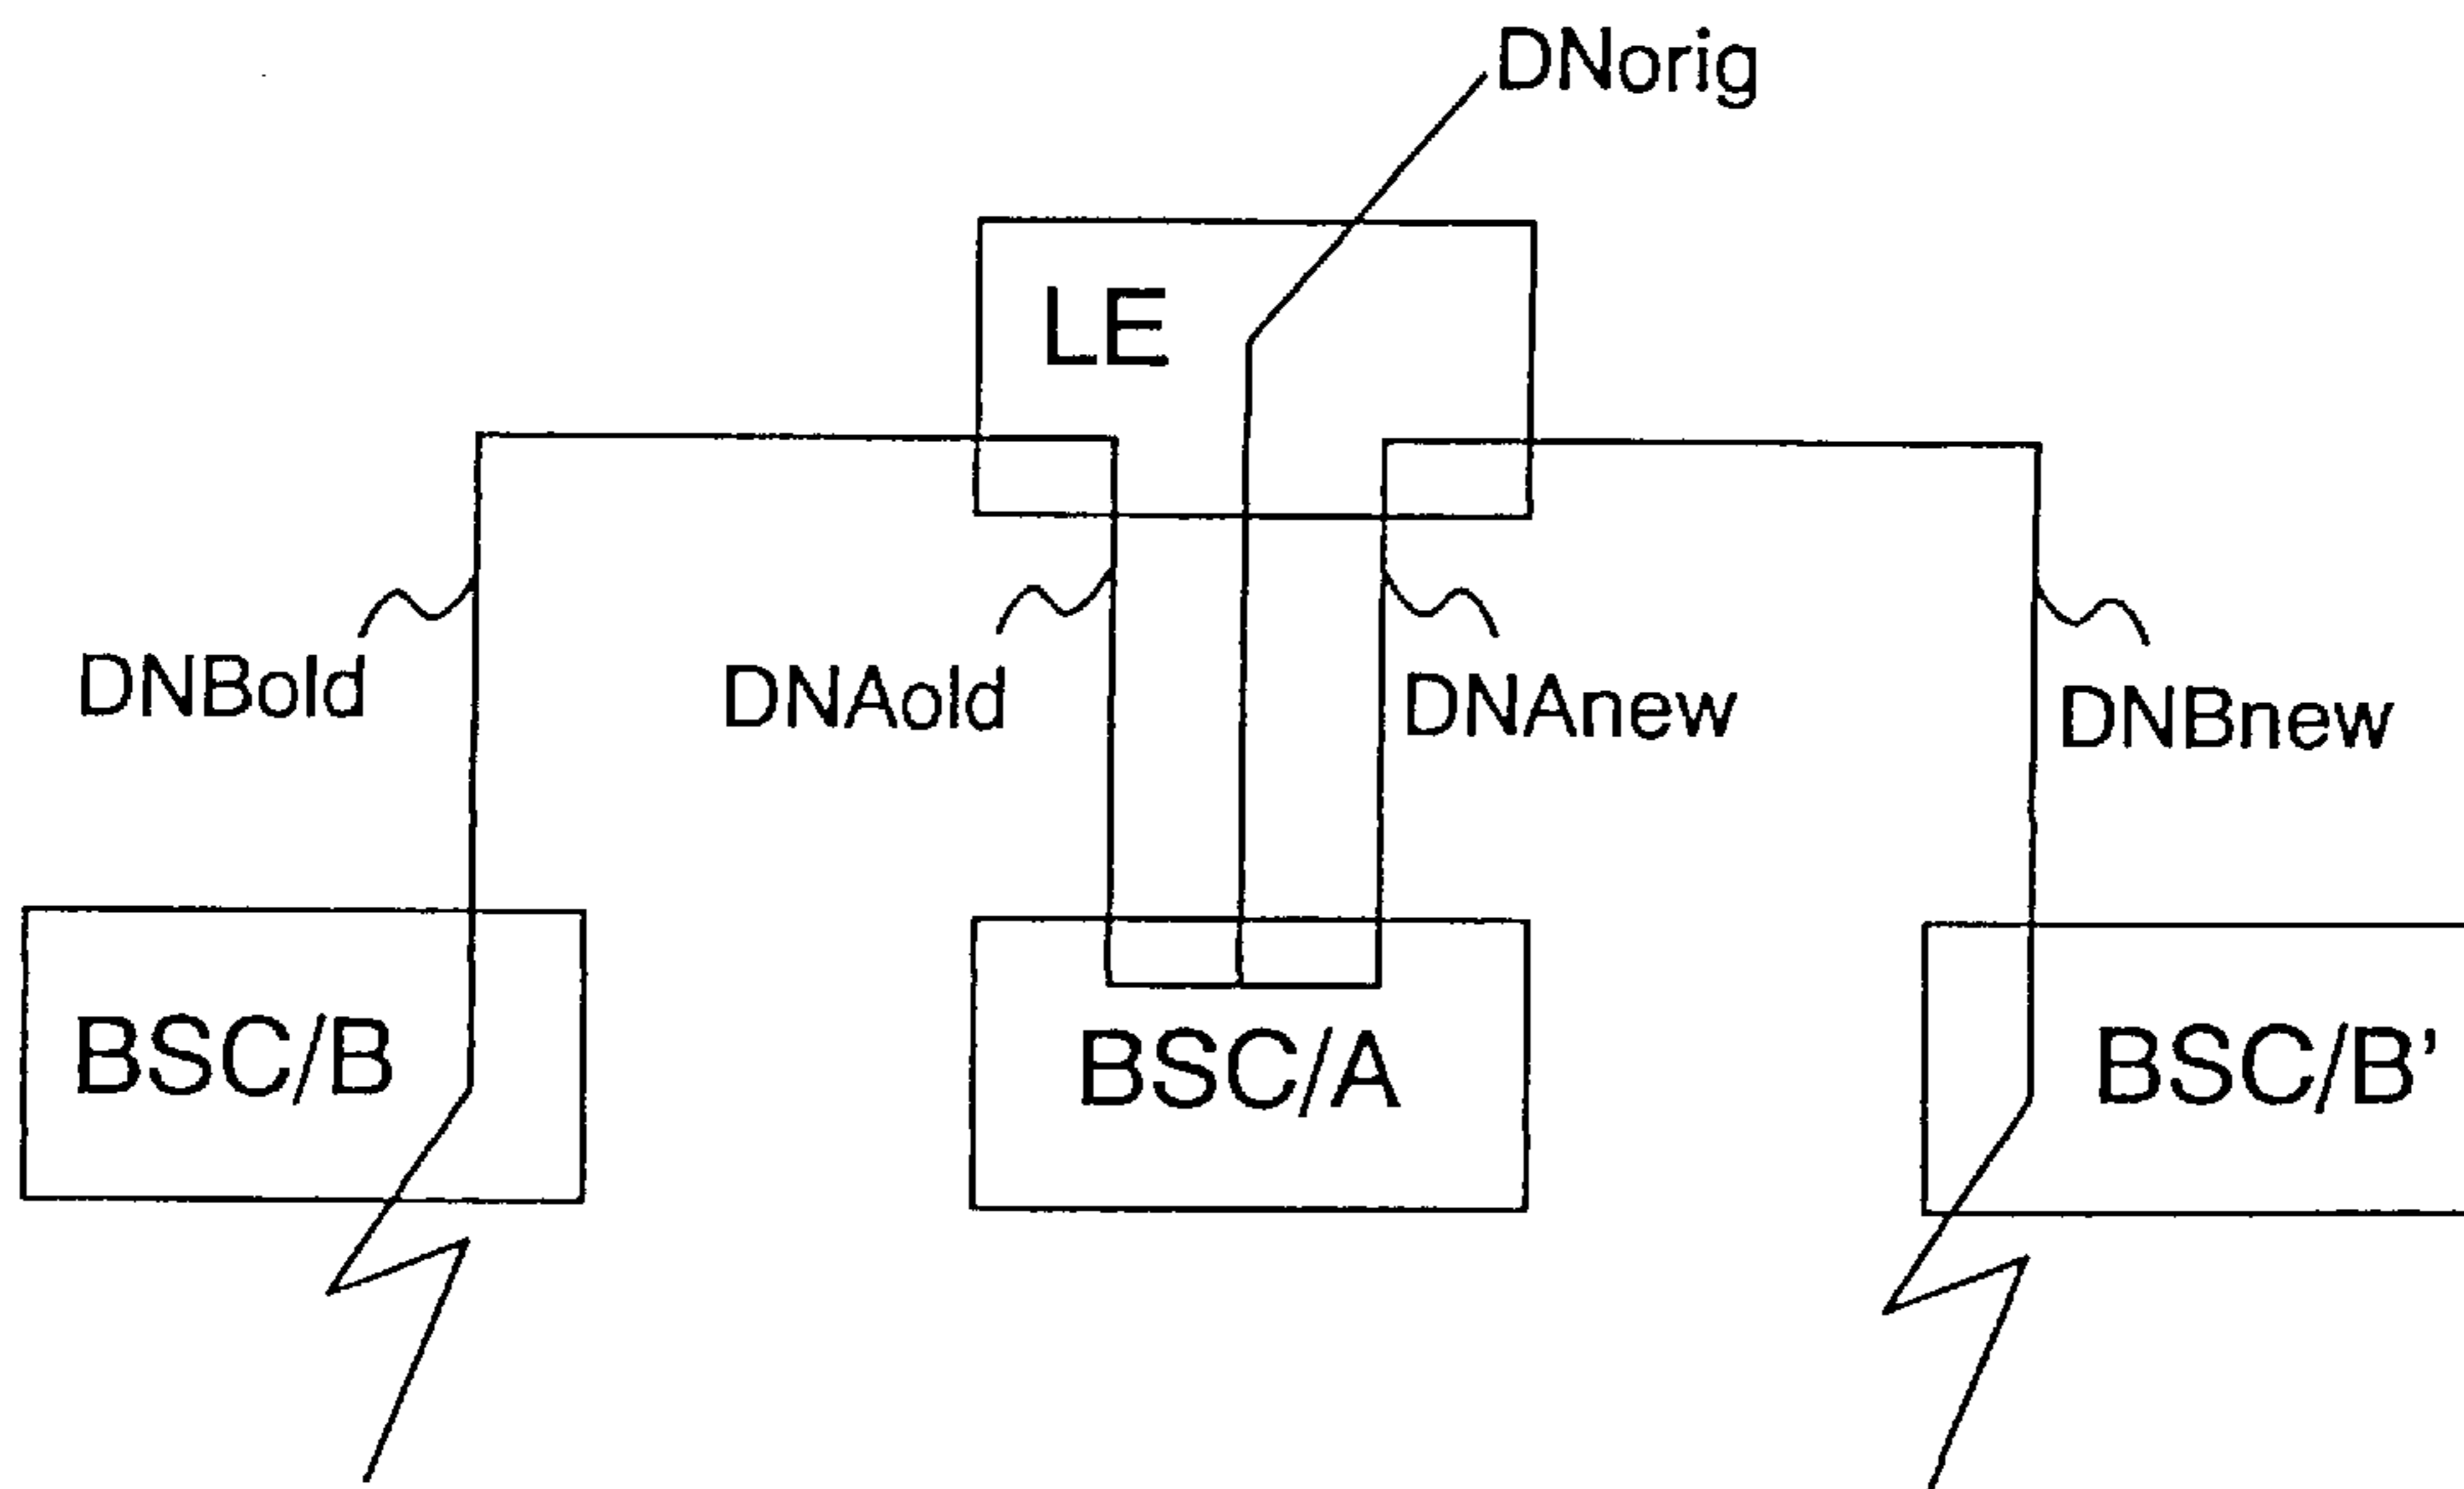 DNorig
LE
DNBold
DNAold
DNAnew
DNBnew
BSC/B
BSC/A
BSC/B’